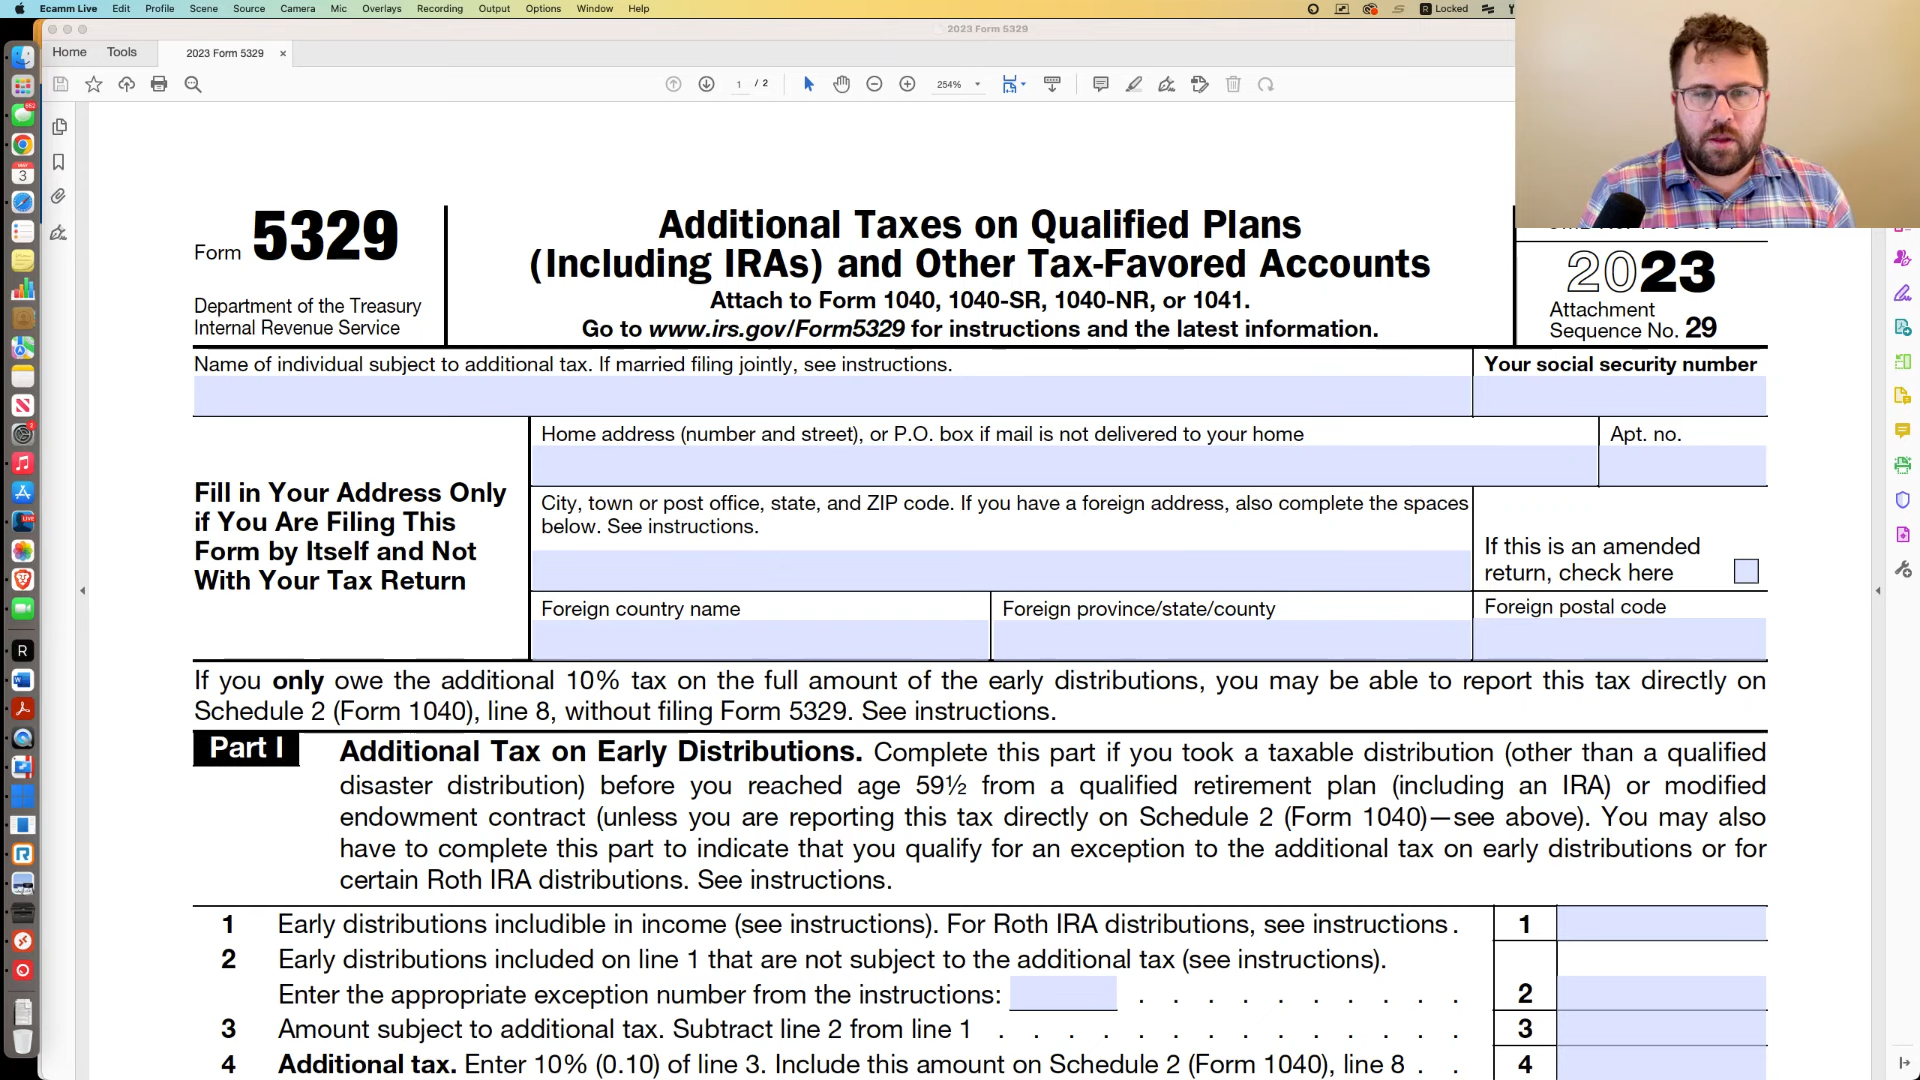 Ecamm Live Edit Profile Scene Source Camera Mic Overlays Recording Output Options Window Help
Locked
2023 Form 5329
Home Tools 2023 Form 5329
1 / 2 254%
Form 5329
Department of the Treasury
Internal Revenue Service
Additional Taxes on Qualified Plans
(Including IRAs) and Other Tax-Favored Accounts
Attach to Form 1040, 1040-SR, 1040-NR, or 1041.
Go to www.irs.gov/Form5329 for instructions and the latest information.
2023
Attachment
Sequence No. 29
Name of individual subject to additional tax. If married filing jointly, see instructions.
Your social security number
Fill in Your Address Only
if You Are Filing This
Form by Itself and Not
With Your Tax Return
Home address (number and street), or P.O. box if mail is not delivered to your home
Apt. no.
City, town or post office, state, and ZIP code. If you have a foreign address, also complete the spaces
below. See instructions.
If this is an amended
return, check here
Foreign country name
Foreign province/state/county
Foreign postal code
If you only owe the additional 10% tax on the full amount of the early distributions, you may be able to report this tax directly on
Schedule 2 (Form 1040), line 8, without filing Form 5329. See instructions.
Part I Additional Tax on Early Distributions. Complete this part if you took a taxable distribution (other than a qualified
disaster distribution) before you reached age 59½ from a qualified retirement plan (including an IRA) or modified
endowment contract (unless you are reporting this tax directly on Schedule 2 (Form 1040)—see above). You may also
have to complete this part to indicate that you qualify for an exception to the additional tax on early distributions or for
certain Roth IRA distributions. See instructions.
1 Early distributions includible in income (see instructions). For Roth IRA distributions, see instructions . 1
2 Early distributions included on line 1 that are not subject to the additional tax (see instructions).
Enter the appropriate exception number from the instructions: . . . . . . . . . . 2
3 Amount subject to additional tax. Subtract line 2 from line 1 . . . . . . . . . . . . . . 3
4 Additional tax. Enter 10% (0.10) of line 3. Include this amount on Schedule 2 (Form 1040), line 8 . . 4